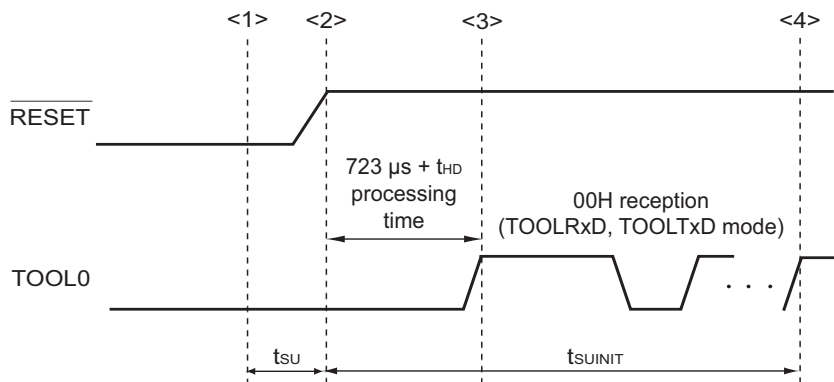 <1> <2> <3> <4>
RESET
723 µs + tHD
processing
time
00H reception
(TOOLRxD, TOOLTxD mode)
TOOL0
. . .
tSU tSUINIT